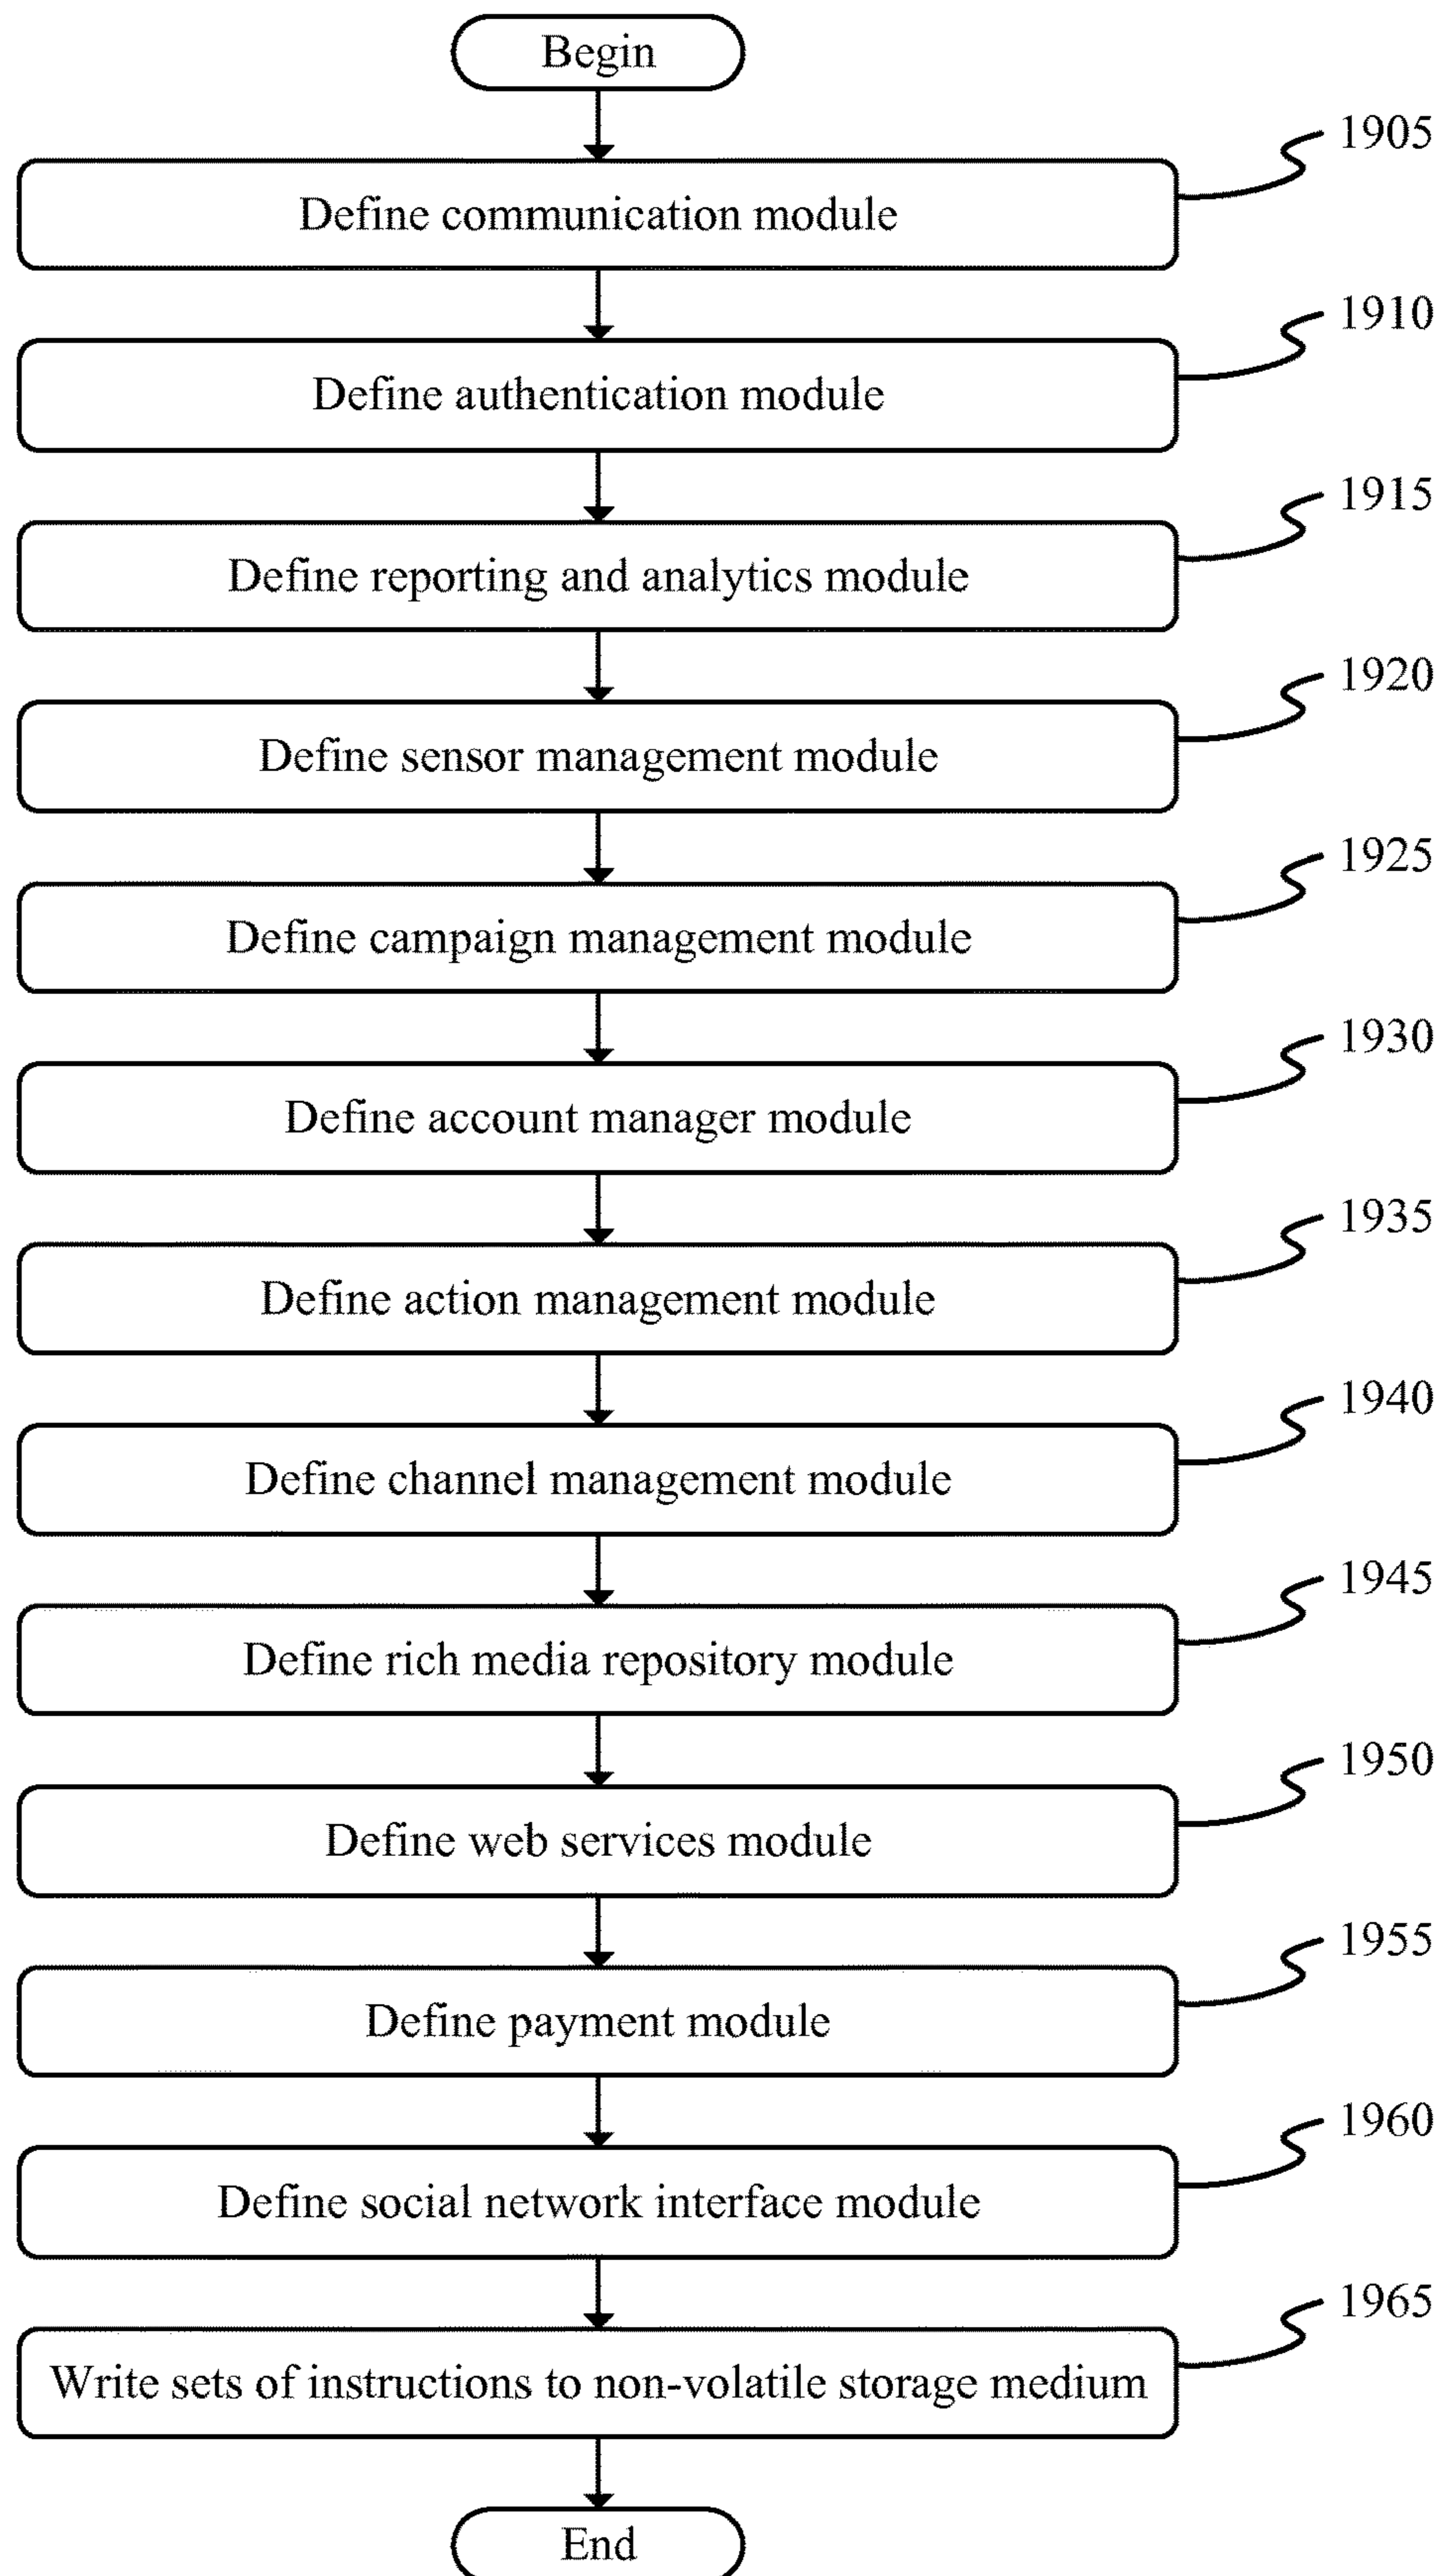 Begin
1905
Define communication module
1910
Define authentication module
1915
Define reporting and analytics module
1920
Define sensor management module
1925
Define campaign management module
1930
Define account manager module
1935
Define action management module
1940
Define channel management module
1945
Define rich media repository module
1950
Define web services module
1955
Define payment module
1960
Define social network interface module
1965
Write sets of instructions to non-volatile storage medium
End